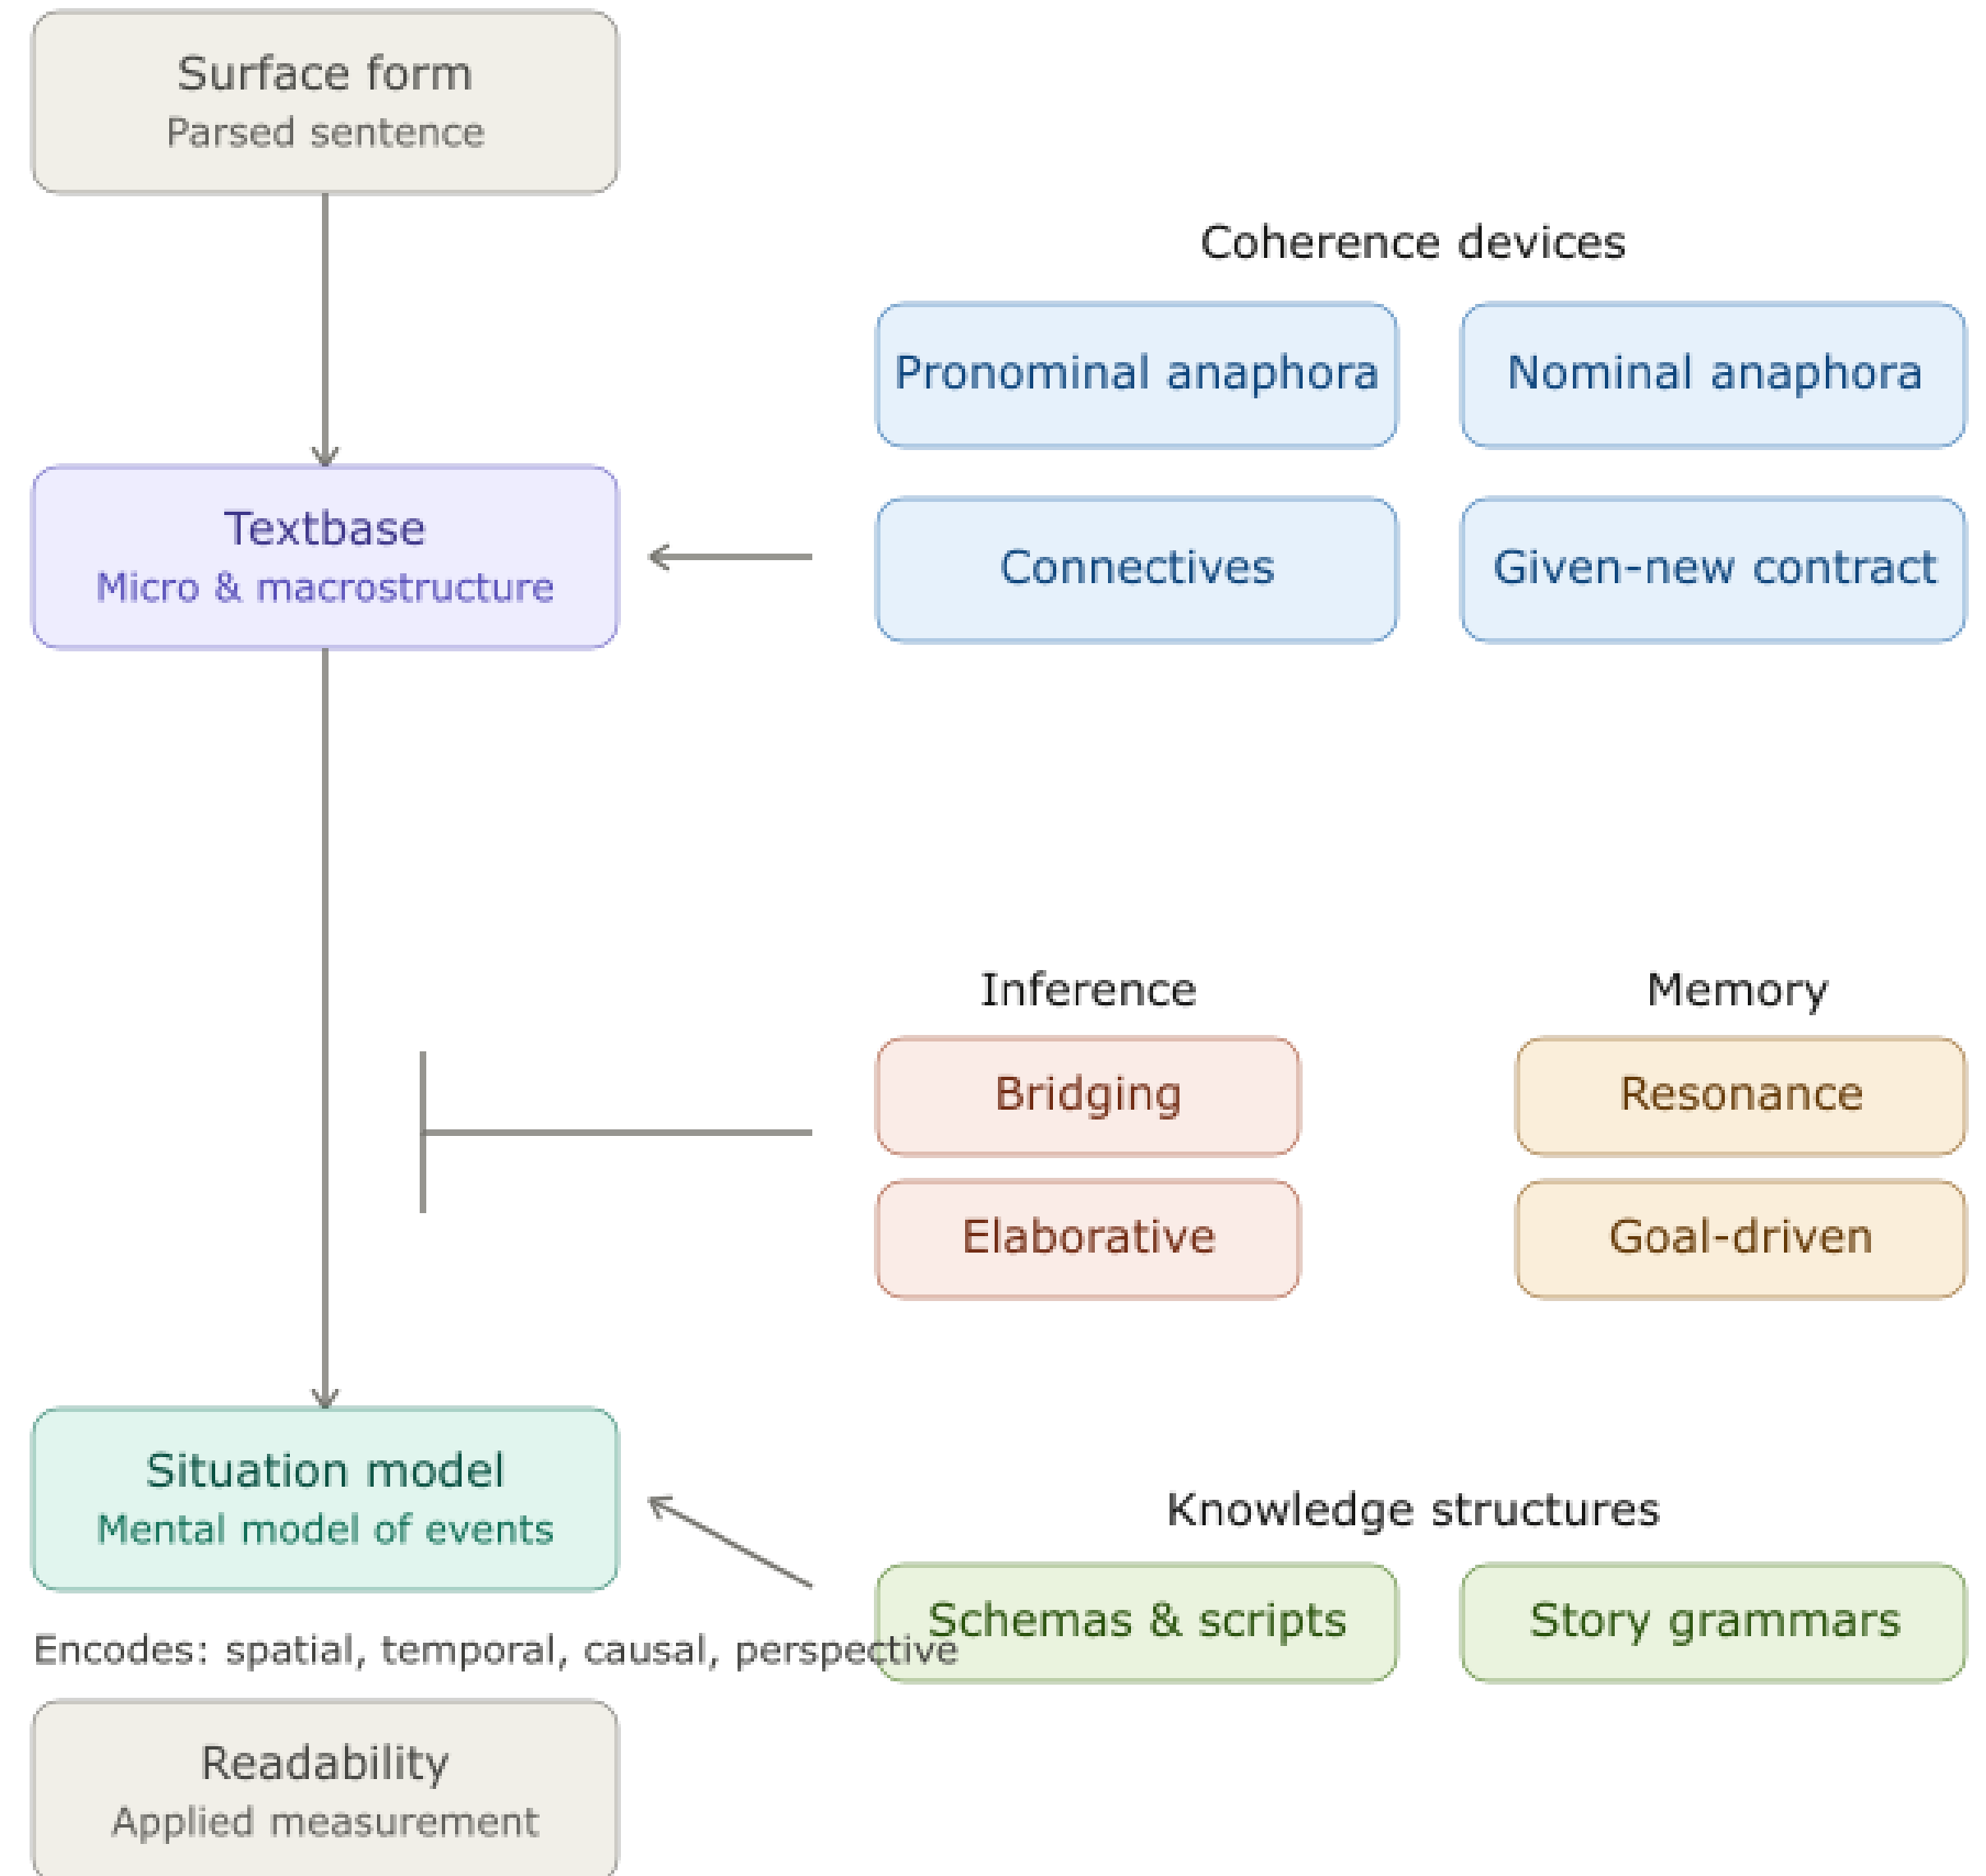 Surface form
Parsed sentence
Coherence devices
Pronominal anaphora
Nominal anaphora
Textbase
Micro & macrostructure
Connectives
Given-new contract
Inference
Memory
Bridging
Resonance
Elaborative
Goal-driven
Situation model
Mental model of events
Knowledge structures
Schemas & scripts
Story grammars
Encodes: spatial, temporal, causal, perspective
Readability
Applied measurement